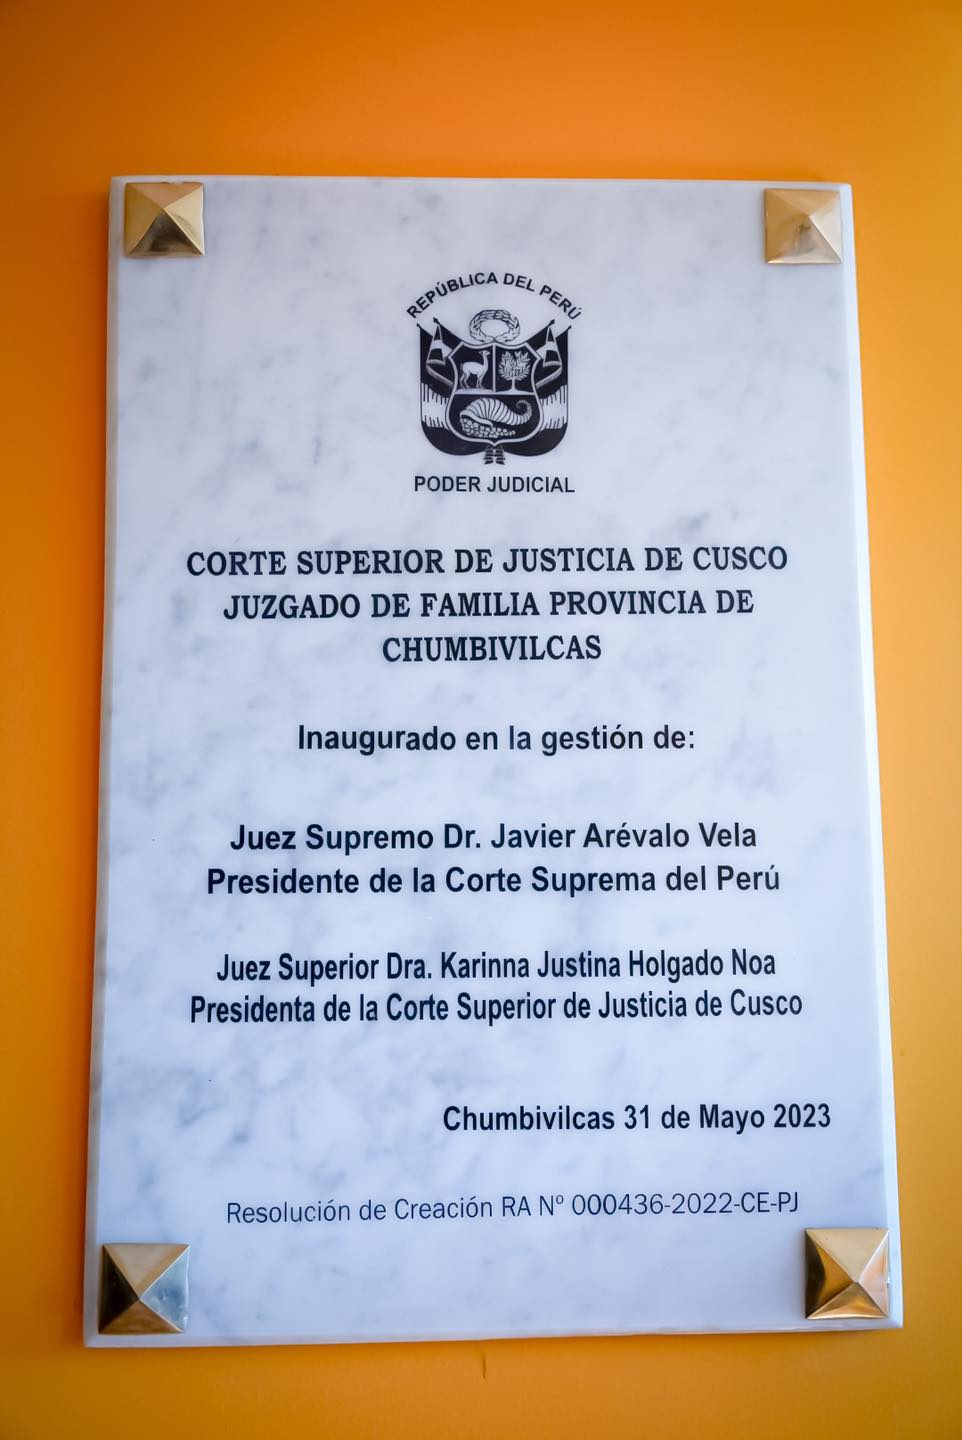 REPÚBLICA DEL PERÚ
PODER JUDICIAL
CORTE SUPERIOR DE JUSTICIA DE CUSCO
JUZGADO DE FAMILIA PROVINCIA DE
CHUMBIVILCAS
Inaugurado en la gestión de:
Juez Supremo Dr. Javier Arévalo Vela
Presidente de la Corte Suprema del Perú
Juez Superior Dra. Karinna Justina Holgado Noa
Presidenta de la Corte Superior de Justicia de Cusco
Chumbivilcas 31 de Mayo 2023
Resolución de Creación RA Nº 000436-2022-CE-PJ